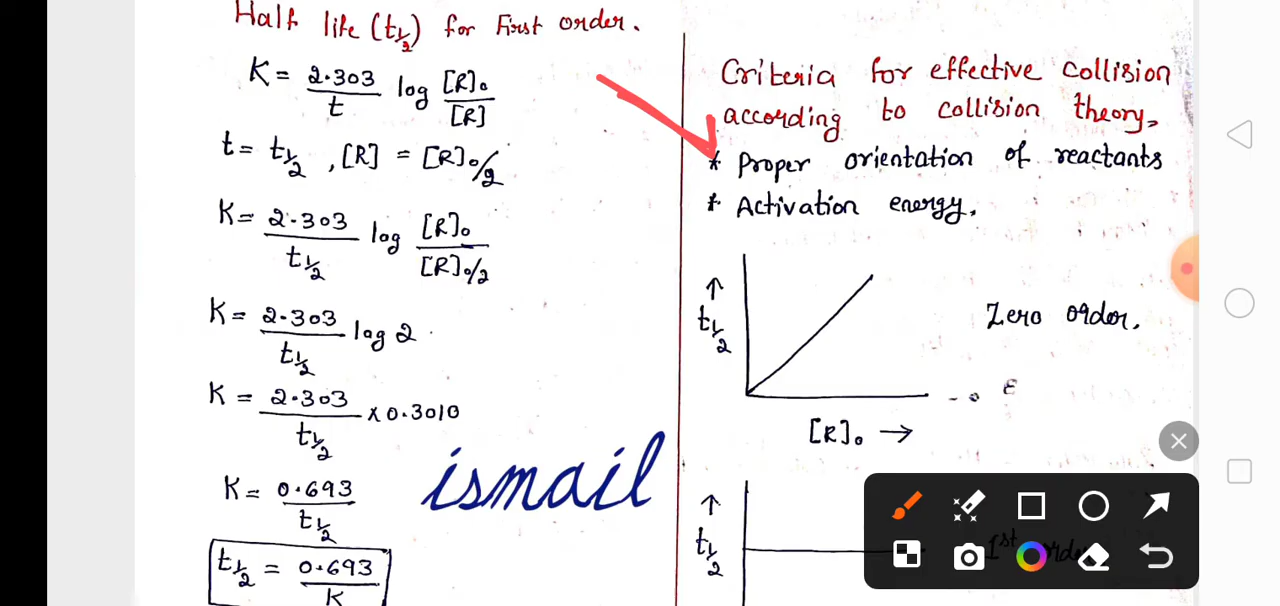 Half life (t½) for First order.
K = 2.303/t log [R]₀/[R]
t = t½, [R] = [R]₀/2
K = 2.303/t½ log [R]₀/[R]₀/2
K = 2.303/t½ log 2
K = 2.303/t½ × 0.3010
K = 0.693/t½
t½ = 0.693/K
ismail
Criteria for effective collision
according to collision theory.
* Proper orientation of reactants
* Activation energy.
↑ t½
Zero order.
[R]₀ →
↑ t½
1st order